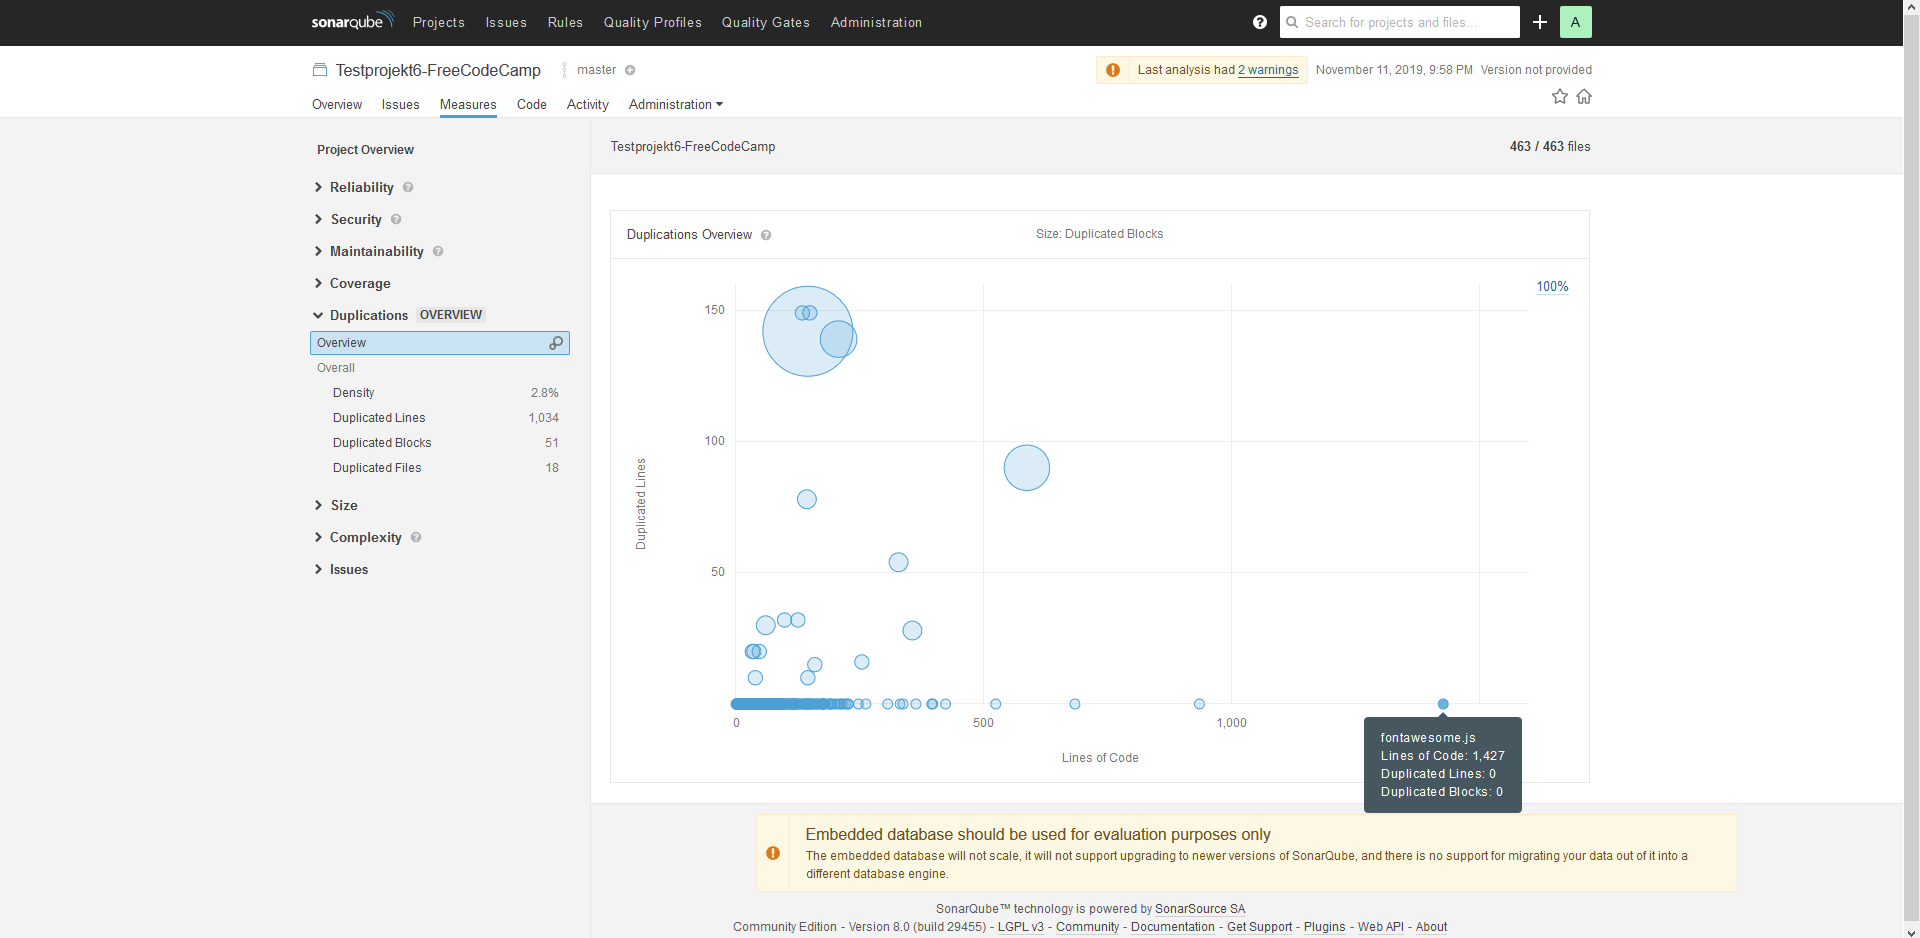 sonarqube Projects Issues Rules Quality Profiles Quality Gates Administration ? Search for projects and files... + A
Testprojekt6-FreeCodeCamp master Last analysis had 2 warnings November 11, 2019, 9:58 PM Version not provided
Overview Issues Measures Code Activity Administration
Project Overview
Reliability ?
Security ?
Maintainability ?
Coverage
Duplications OVERVIEW
Overview
Overall
Density 2.8%
Duplicated Lines 1,034
Duplicated Blocks 51
Duplicated Files 18
Size
Complexity ?
Issues
Testprojekt6-FreeCodeCamp 463 / 463 files
Duplications Overview ? Size: Duplicated Blocks
100%
150
100
50
Duplicated Lines
0 500 1,000
Lines of Code
fontawesome.js
Lines of Code: 1,427
Duplicated Lines: 0
Duplicated Blocks: 0
Embedded database should be used for evaluation purposes only
The embedded database will not scale, it will not support upgrading to newer versions of SonarQube, and there is no support for migrating your data out of it into a
different database engine.
SonarQube™ technology is powered by SonarSource SA
Community Edition - Version 8.0 (build 29455) - LGPL v3 - Community - Documentation - Get Support - Plugins - Web API - About